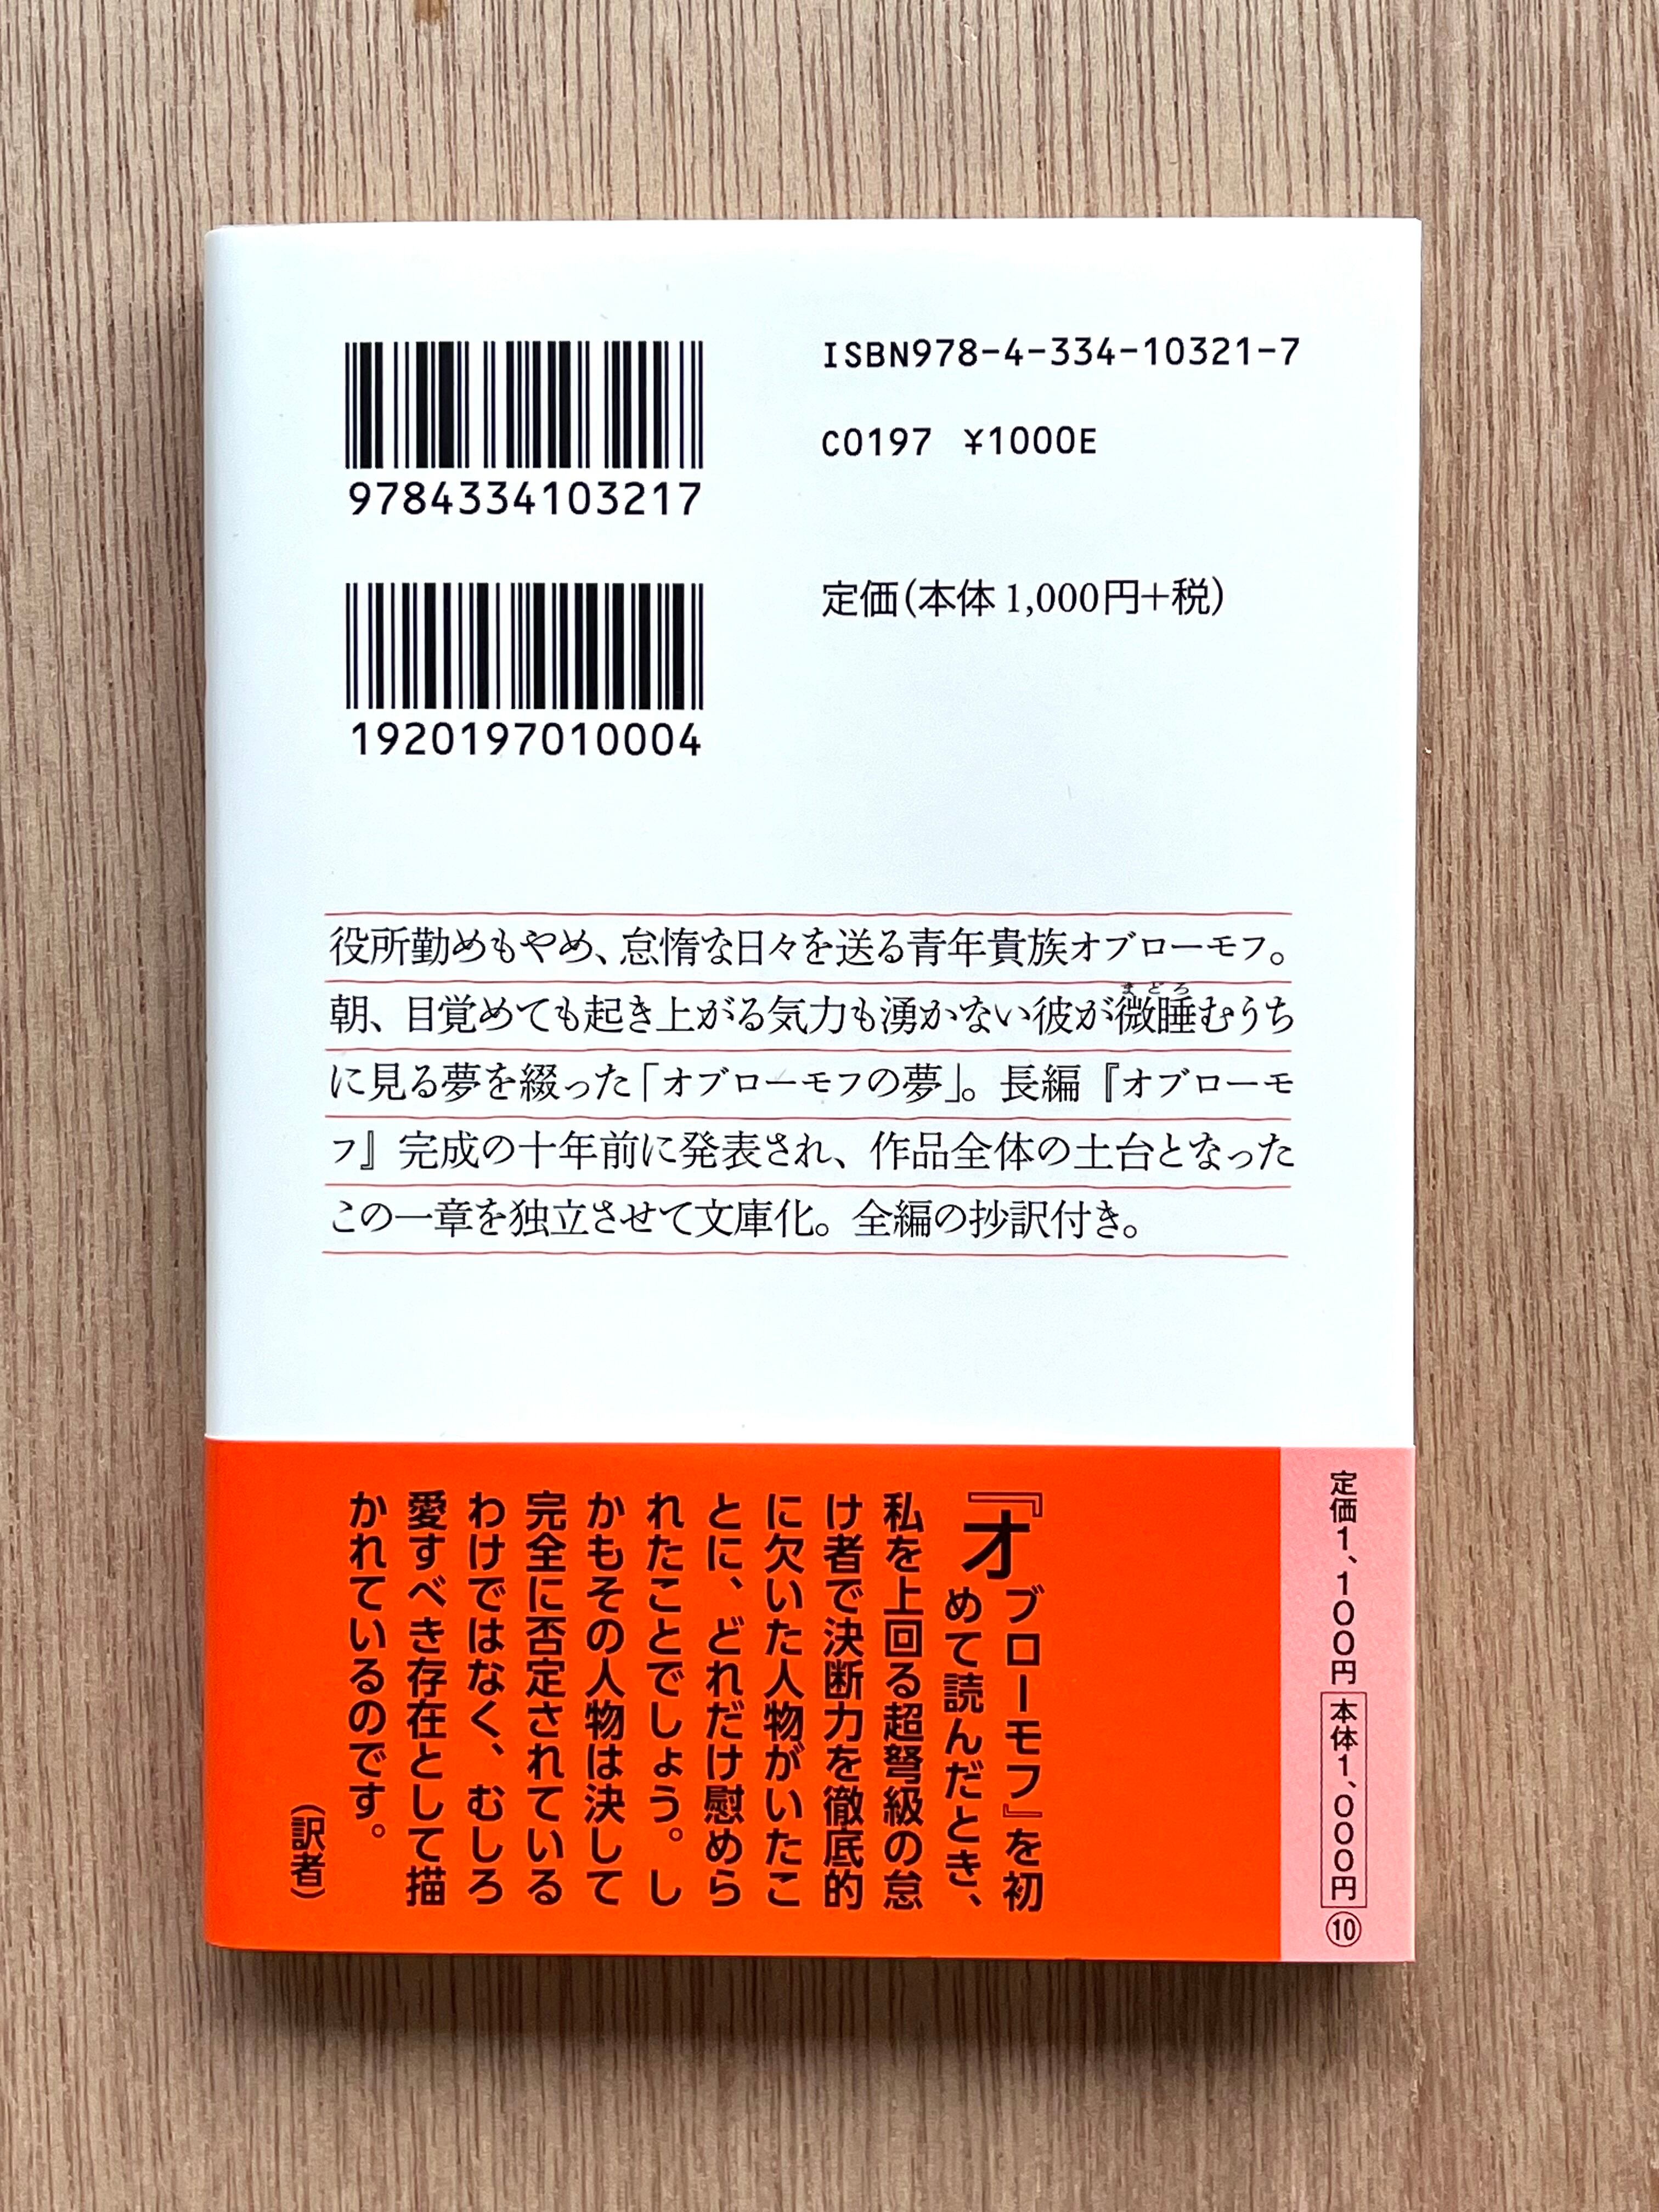 9784334103217
1920197010004
ISBN978-4-334-10321-7
C0197 ¥1000E
定価(本体1,000円+税)
役所勤めもやめ、怠惰な日々を送る青年貴族オブローモフ。
まどろ
朝、目覚めても起き上がる気力も湧かない彼が微睡むうち
に見る夢を綴った「オブローモフの夢」。長編『オブローモ
フ』完成の十年前に発表され、作品全体の土台となった
この一章を独立させて文庫化。全編の抄訳付き。
定価1、100円 本体1、000円 ⑩
『オブローモフ』を初
めて読んだとき、
私を上回る超弩級の怠
け者で決断力を徹底的
に欠いた人物がいたこ
とに、どれだけ慰めら
れたことでしょう。し
かもその人物は決して
完全に否定されている
わけではなく、むしろ
愛すべき存在として描
かれているのです。
(訳者)